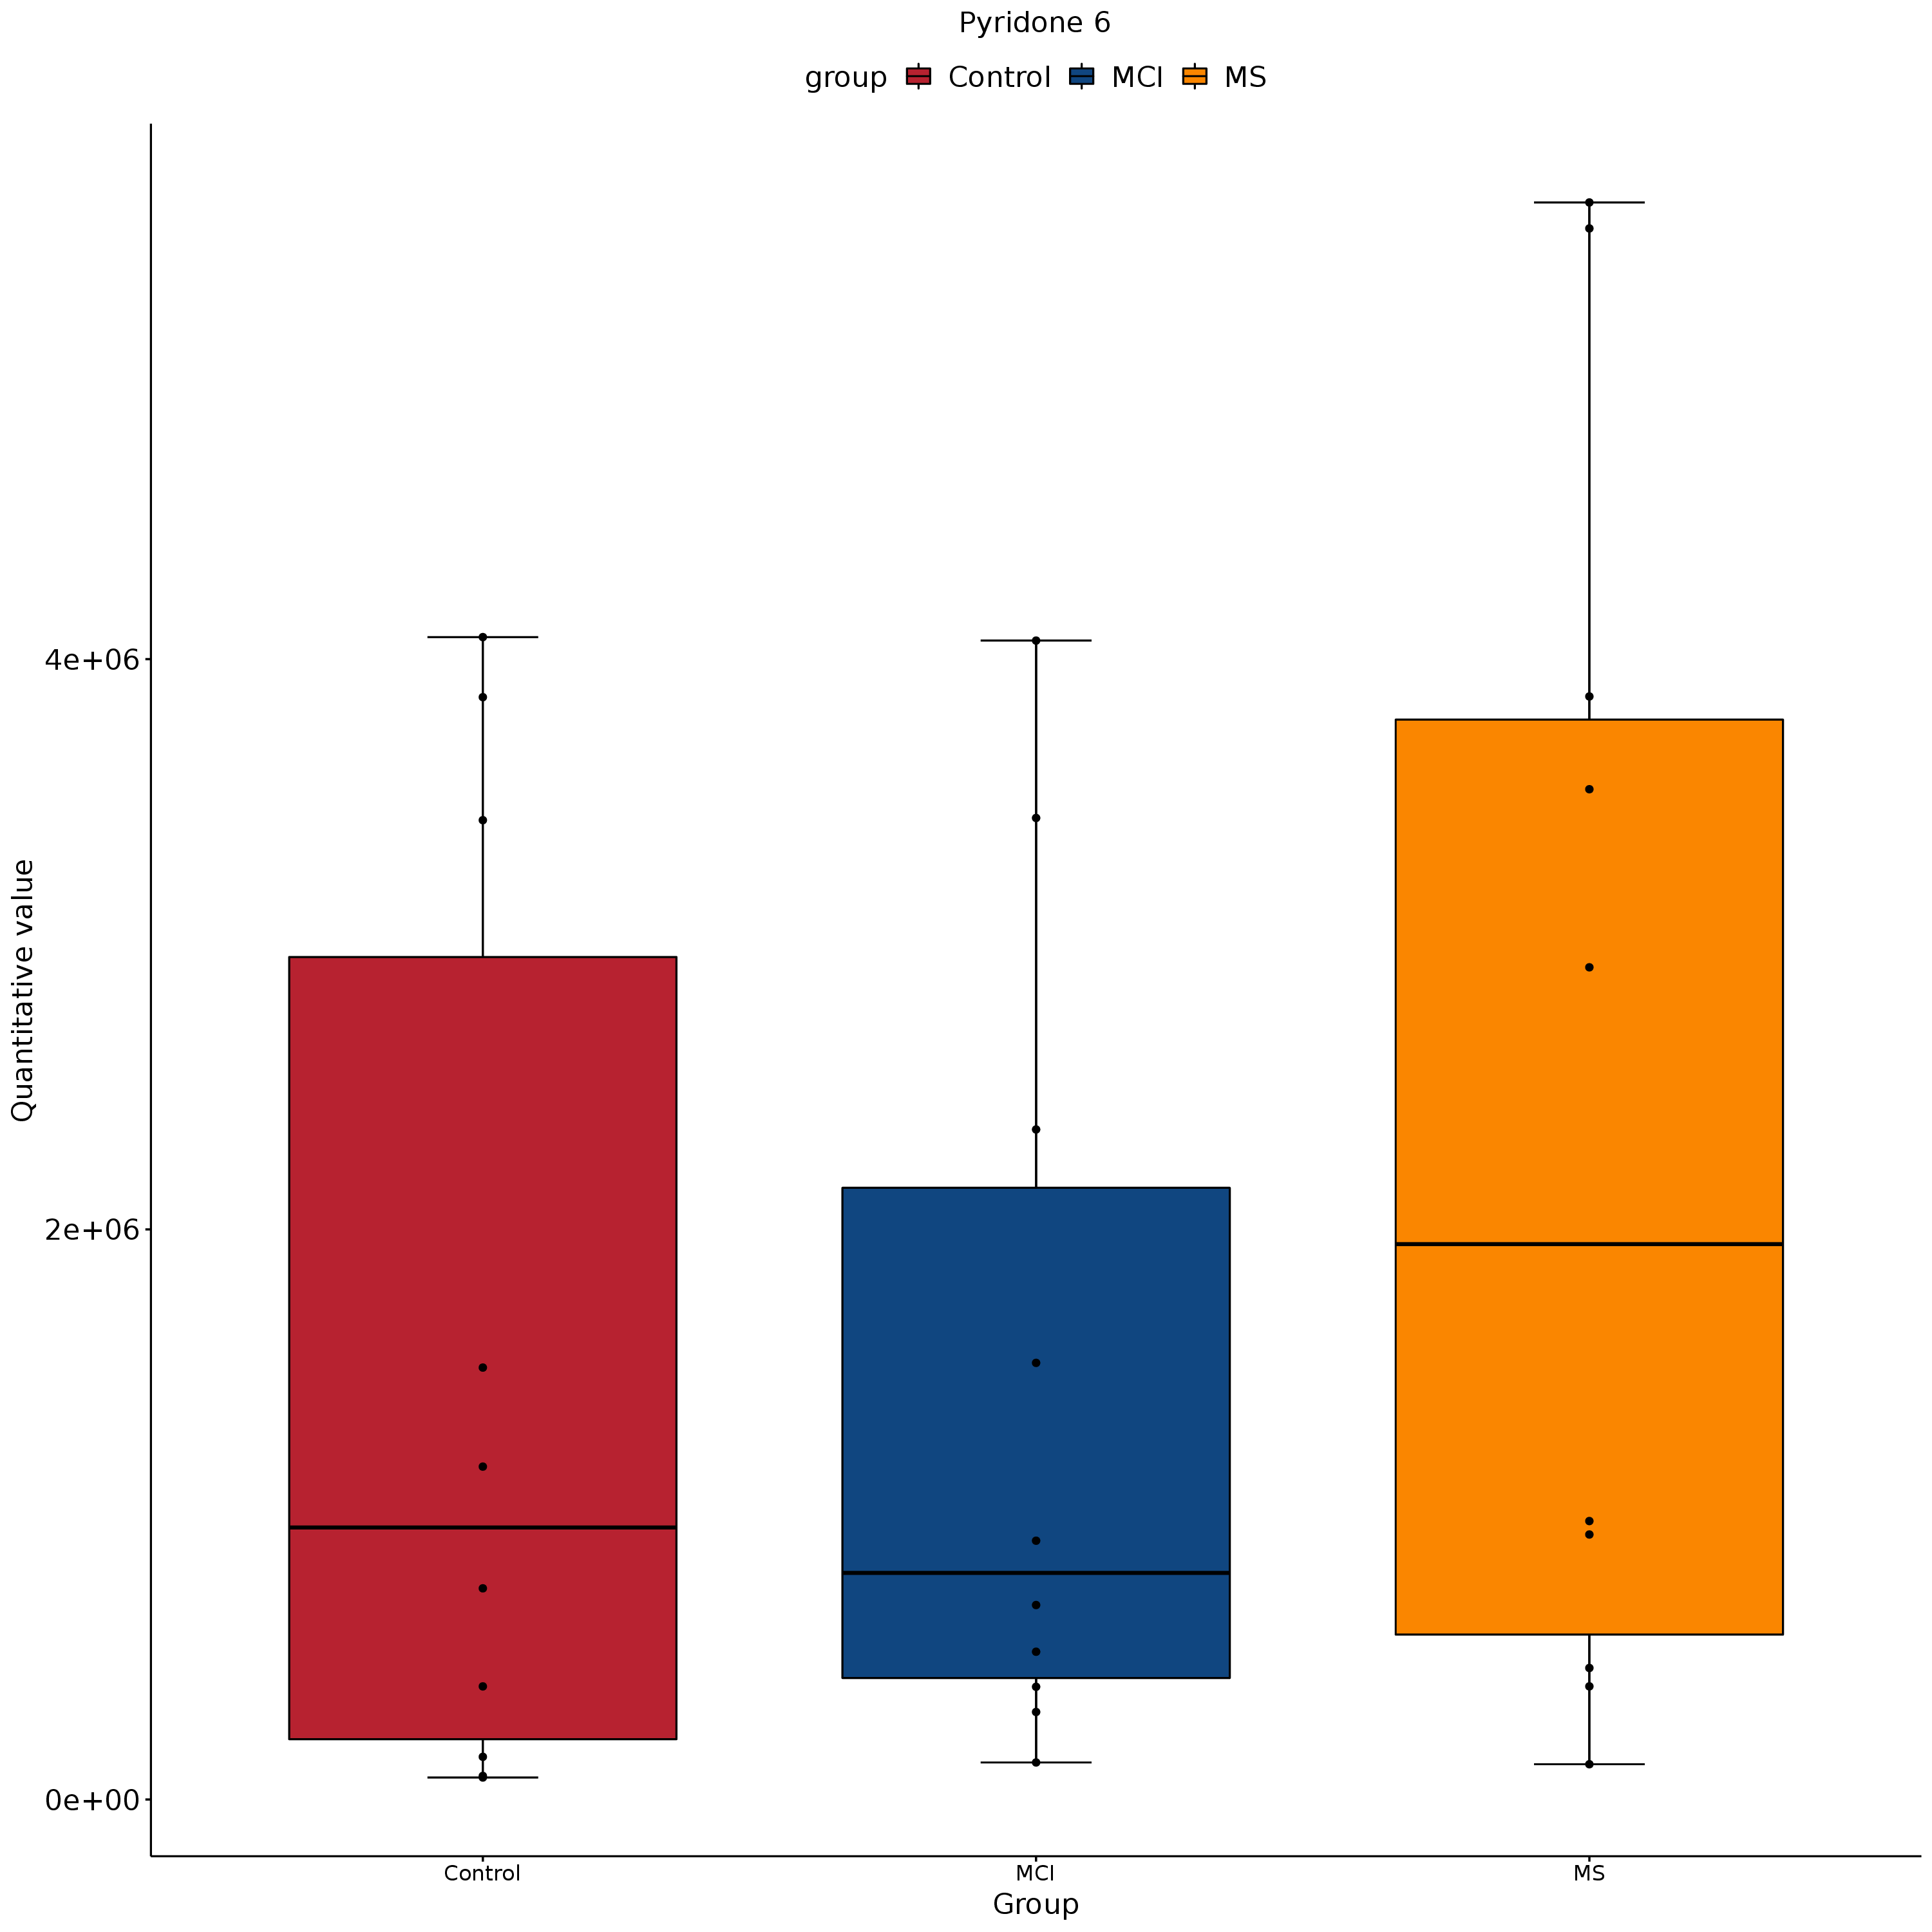 Pyridone 6
group Control MCI MS
Quantitative value
4e+06
2e+06
0e+00
Control MCI MS
Group